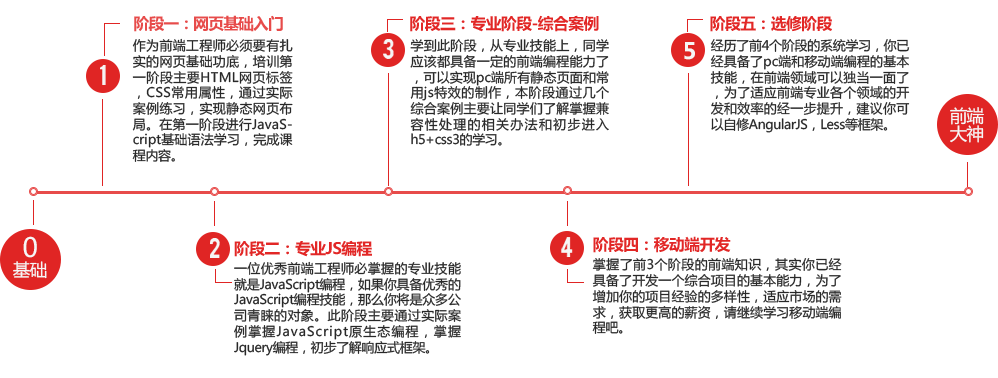 阶段一：网页基础入门
1
作为前端工程师必须要有扎
实的网页基础功底，培训第
一阶段主要HTML网页标签
，CSS常用属性，通过实际
案例练习，实现静态网页布
局。在第一阶段进行JavaS-
cript基础语法学习，完成课
程内容。
阶段三：专业阶段-综合案例
3
学到此阶段，从专业技能上，同学
应该都具备一定的前端编程能力了
，可以实现pc端所有静态页面和常
用js特效的制作，本阶段通过几个
综合案例主要让同学们了解掌握兼
容性处理的相关办法和初步进入
h5+css3的学习。
阶段五：选修阶段
5
经历了前4个阶段的系统学习，你已
经具备了pc端和移动端编程的基本
技能，在前端领域可以独当一面了
，为了适应前端专业各个领域的开
发和效率的经一步提升，建议你可
以自修AngularJS，Less等框架。
前端
大神
0
基础
阶段二：专业JS编程
2
一位优秀前端工程师必掌握的专业技能
就是JavaScript编程，如果你具备优秀的
JavaScript编程技能，那么你将是众多公
司青睐的对象。此阶段主要通过实际案
例掌握JavaScript原生态编程，掌握
Jquery编程，初步了解响应式框架。
阶段四：移动端开发
4
掌握了前3个阶段的前端知识，其实你已经
具备了开发一个综合项目的基本能力，为了
增加你的项目经验的多样性，适应市场的需
求，获取更高的薪资，请继续学习移动端编
程吧。